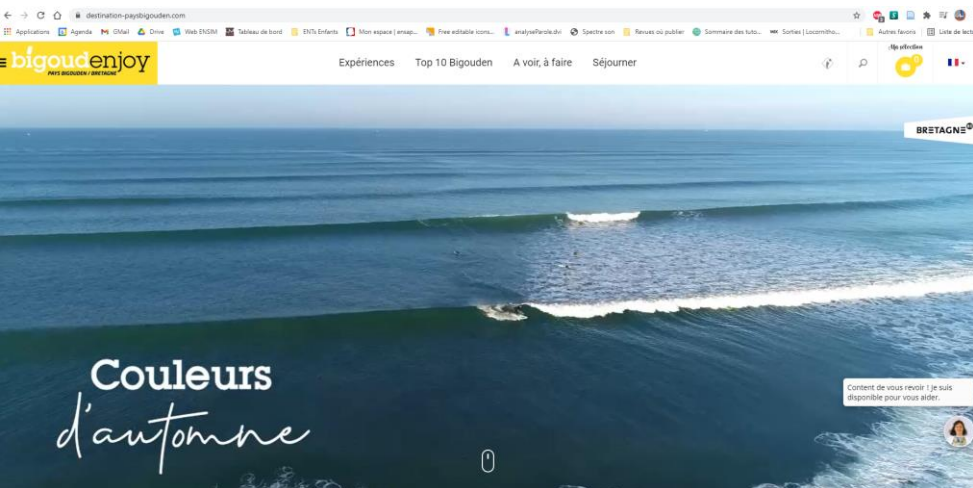 destination-paysbigouden.com
Applications Agenda GMail Drive Web ENSIM Tableau de bord ENTs Enfants Mon espace | ensap... Free editable icons... analyseParole.dvi Spectre son Revues où publier Sommaire des tuto... Sorties | Locormitho... Autres favoris Liste de lect
bigoudenjoy
PAYS BIGOUDEN / BRETAGNE
Expériences Top 10 Bigouden A voir, à faire Séjourner
Ma sélection
0
BRETAGNE
Couleurs
d'automne
Content de vous revoir ! Je suis
disponible pour vous aider.